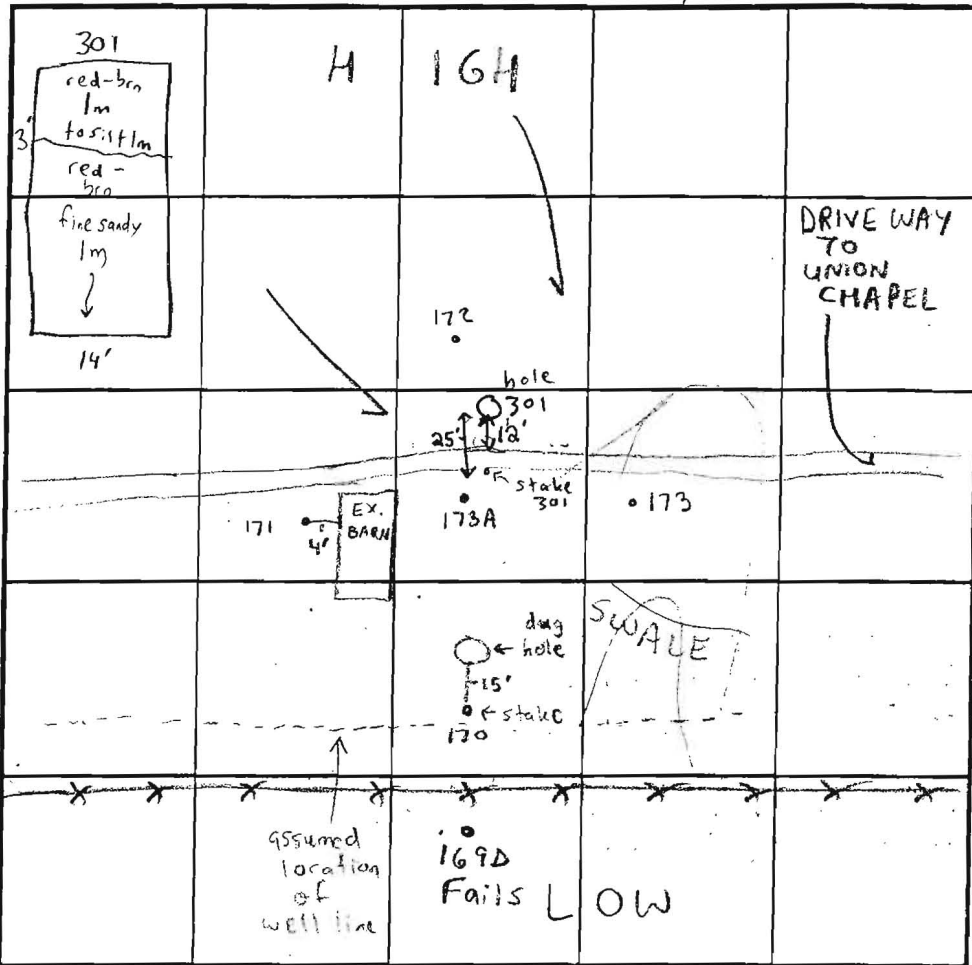 301
red-brn
lm
to silt lm
3'
red-
brn
fine sandy
lm
14'
HIGH
DRIVE WAY
TO
UNION
CHAPEL
172
hole
301
25'
12'
stake
301
173A
173
171
4'
EX.
BARN
SWALE
dug
hole
15'
stake
170
assumed
location
of
well line
169D
Fails
LOW